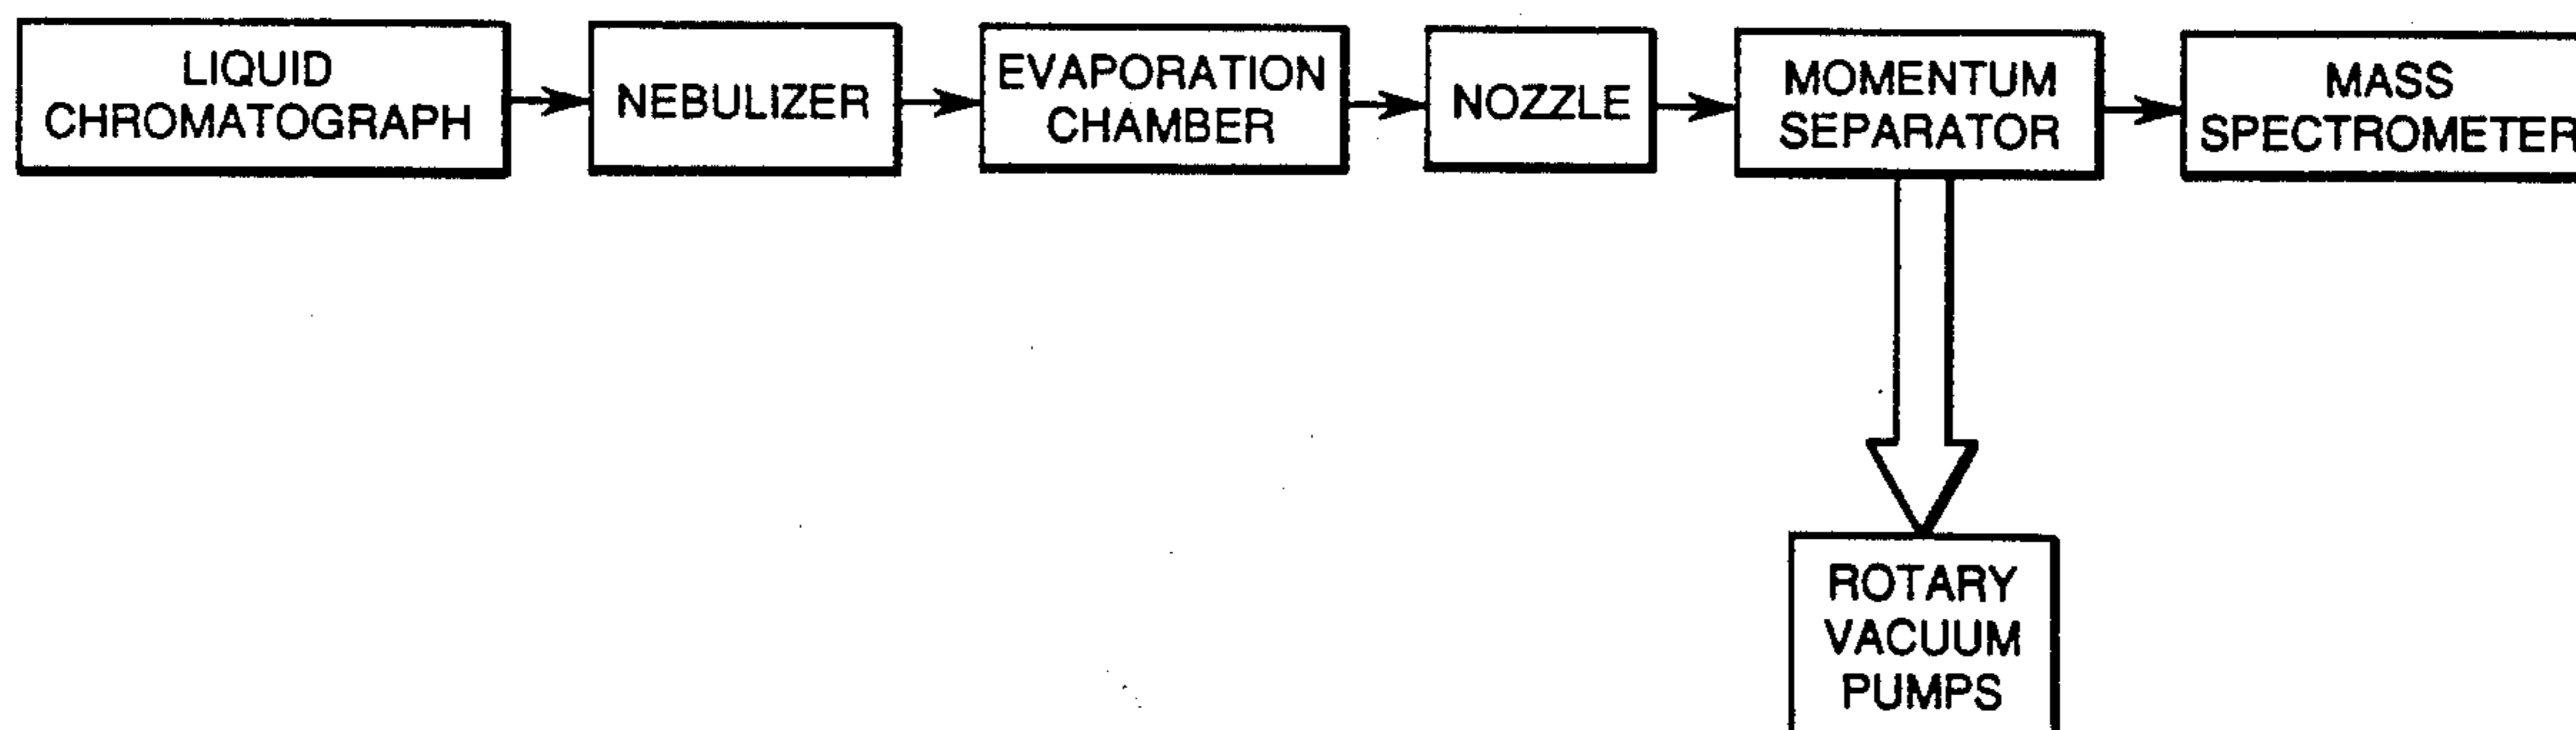 LIQUID
CHROMATOGRAPH
NEBULIZER
EVAPORATION
CHAMBER
NOZZLE
MOMENTUM
SEPARATOR
MASS
SPECTROMETER
ROTARY
VACUUM
PUMPS